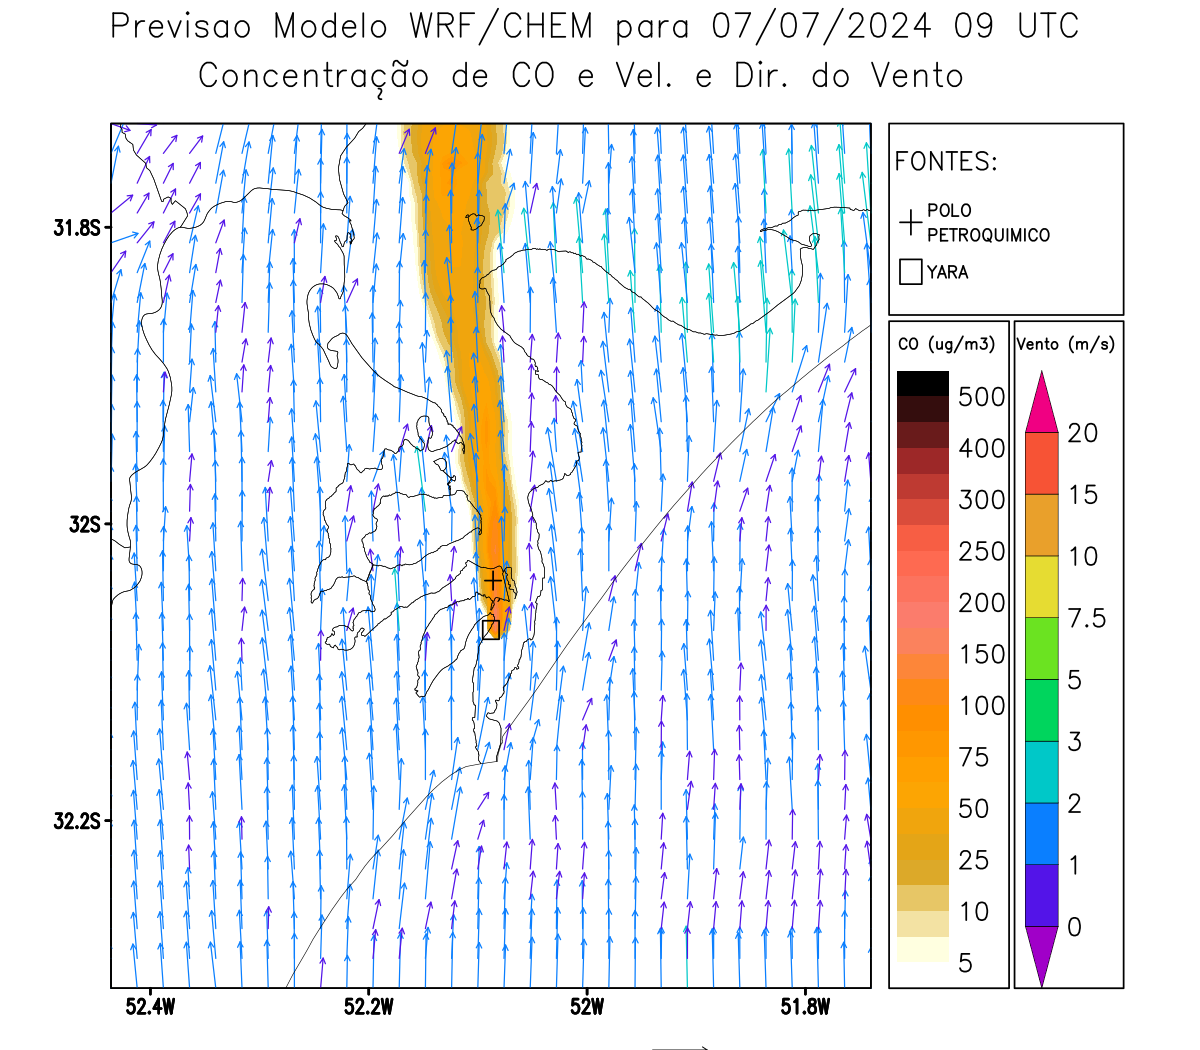 Previsao Modelo WRF/CHEM para 07/07/2024 09 UTC
Concentração de CO e Vel. e Dir. do Vento
FONTES:
POLO
PETROQUIMICO
YARA
CO (ug/m3)
500
400
300
250
200
150
100
75
50
25
10
5
Vento (m/s)
20
15
10
7.5
5
3
2
1
0
31.8S
32S
32.2S
52.4W
52.2W
52W
51.8W